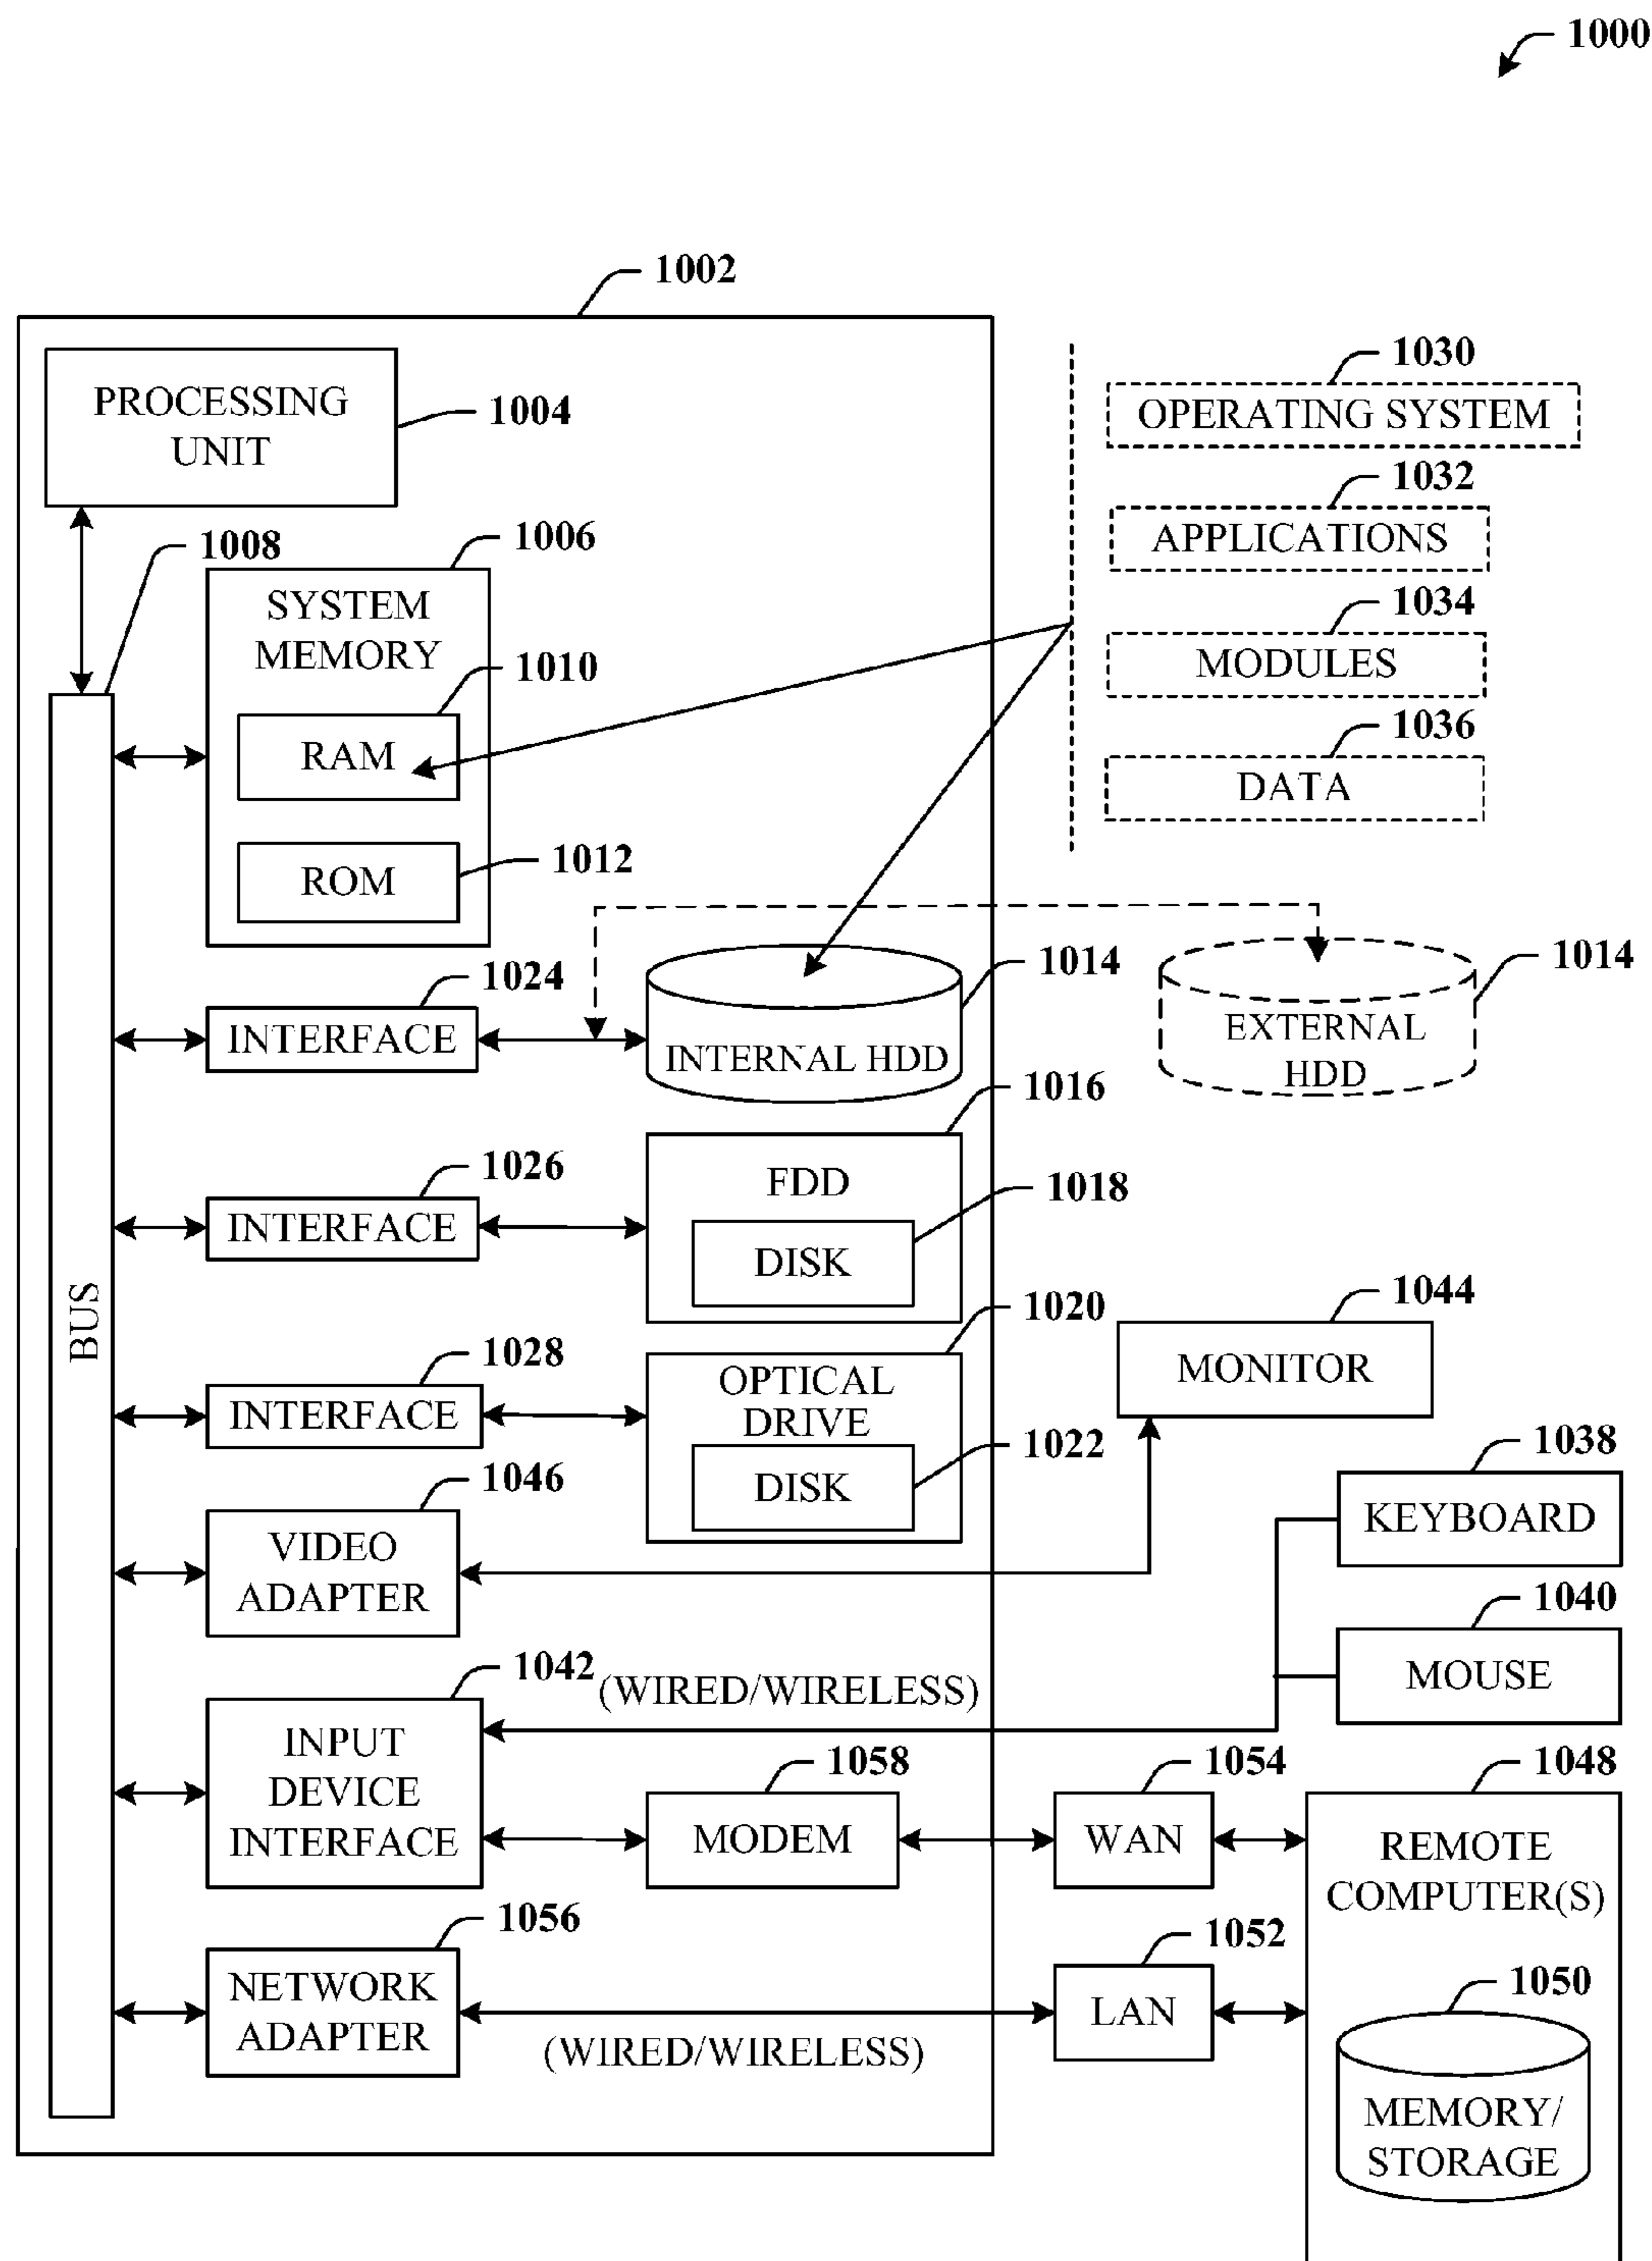 1000
1002
PROCESSING
UNIT
1004
1030
OPERATING SYSTEM
1032
APPLICATIONS
1034
MODULES
1036
DATA
1008
1006
SYSTEM
MEMORY
1010
RAM
1012
ROM
1024
INTERFACE
1014
INTERNAL HDD
1014
EXTERNAL
HDD
1016
1026
INTERFACE
FDD
1018
DISK
BUS
1020
1028
INTERFACE
OPTICAL
DRIVE
1022
DISK
1044
MONITOR
1038
KEYBOARD
1046
VIDEO
ADAPTER
1040
MOUSE
1042
(WIRED/WIRELESS)
INPUT
DEVICE
INTERFACE
1058
MODEM
1054
WAN
1048
REMOTE
COMPUTER(S)
1056
NETWORK
ADAPTER
(WIRED/WIRELESS)
1052
LAN
1050
MEMORY/
STORAGE